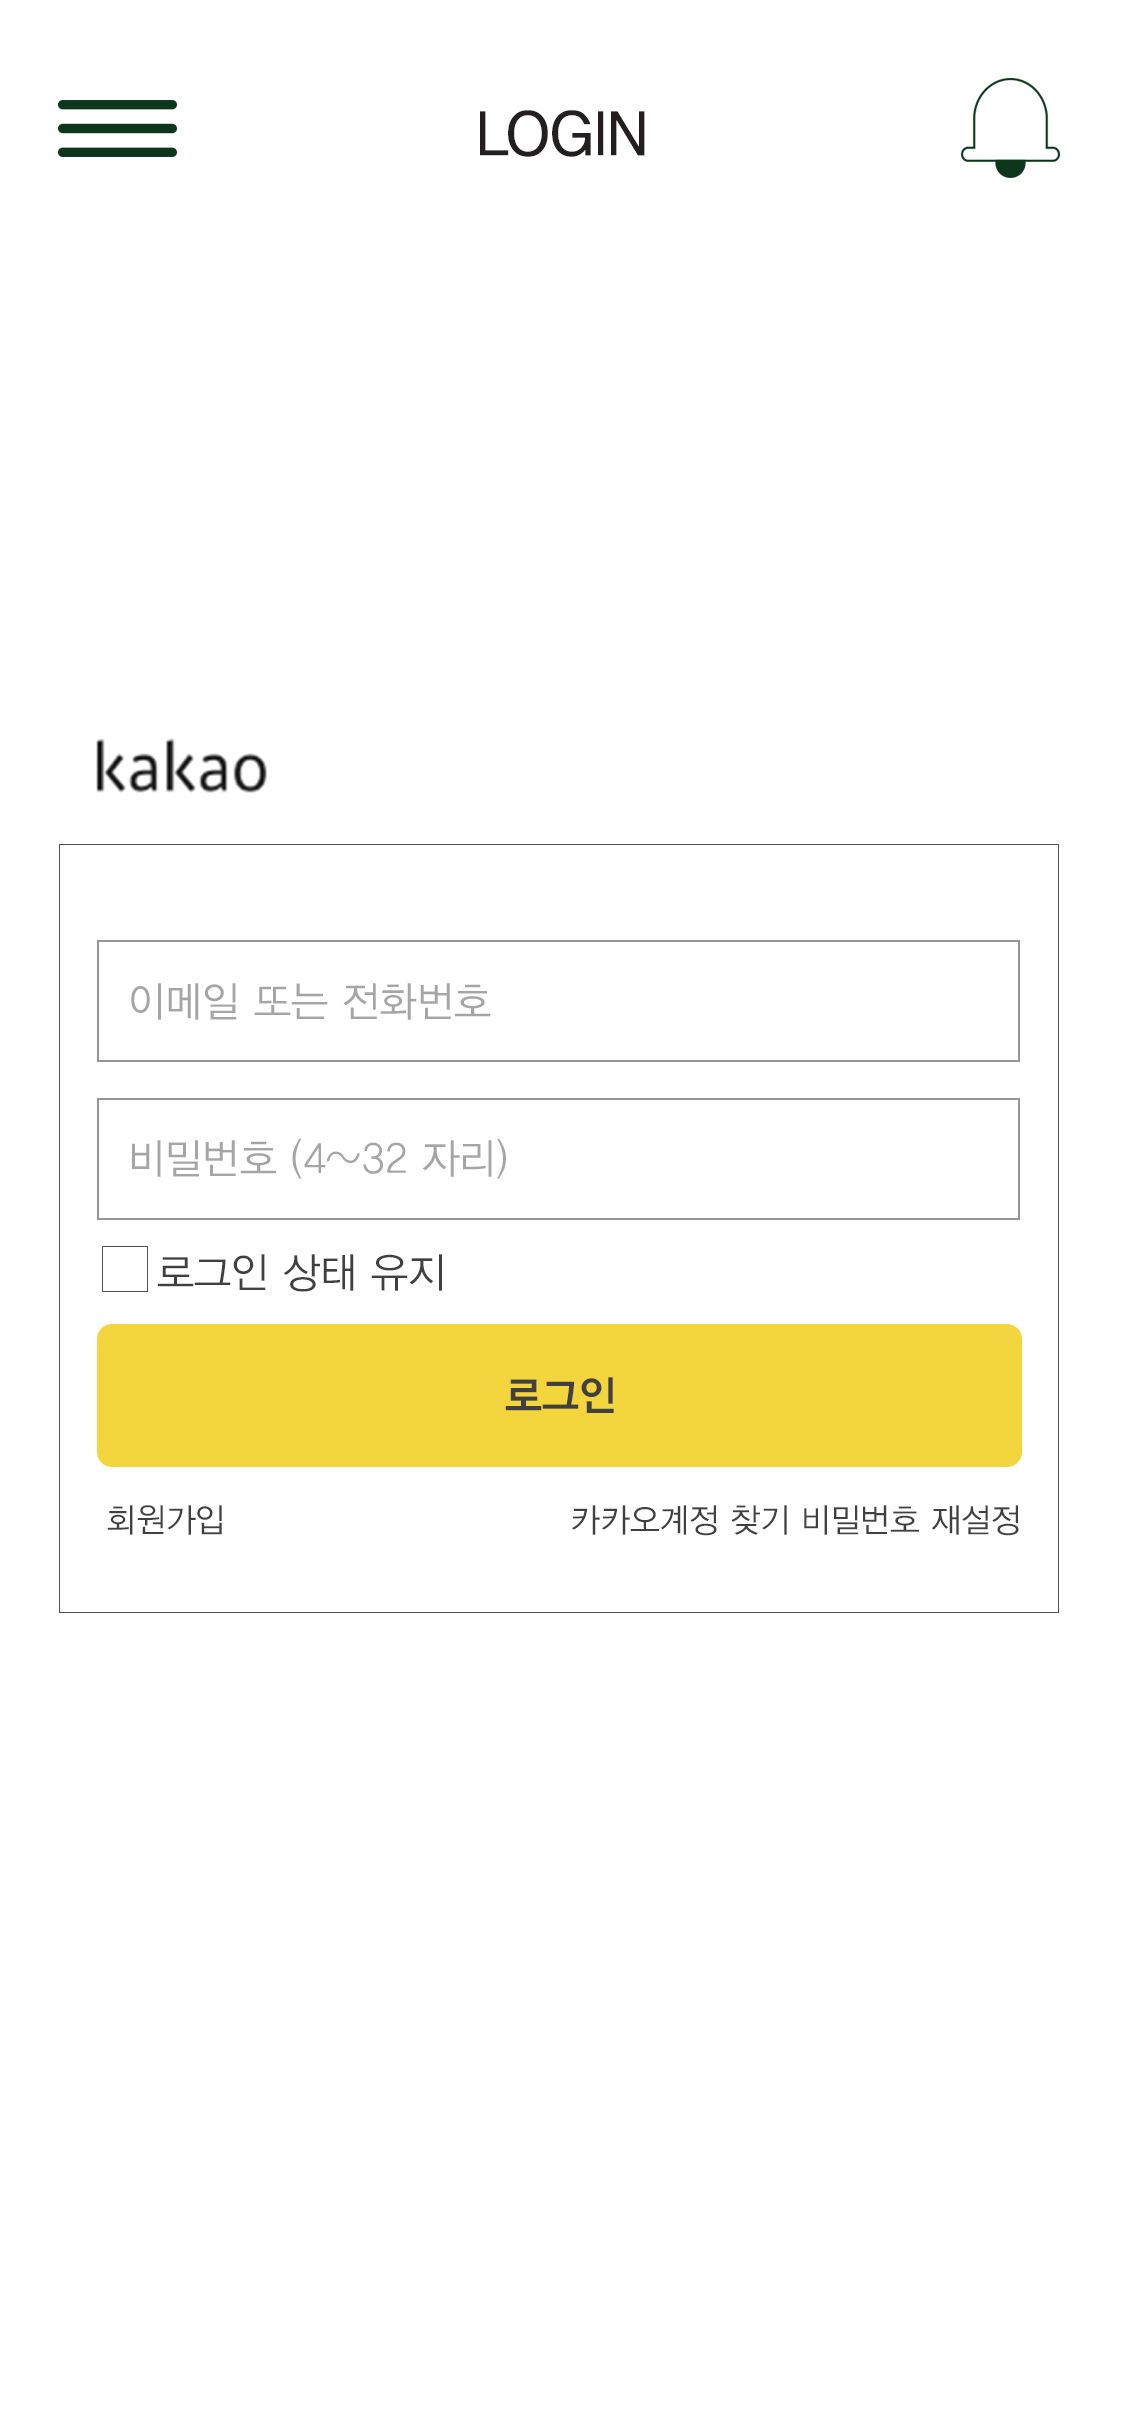 LOGIN
kakao
이메일 또는 전화번호
비밀번호 (4~32 자리)
로그인 상태 유지
로그인
회원가입
카카오계정 찾기 비밀번호 재설정